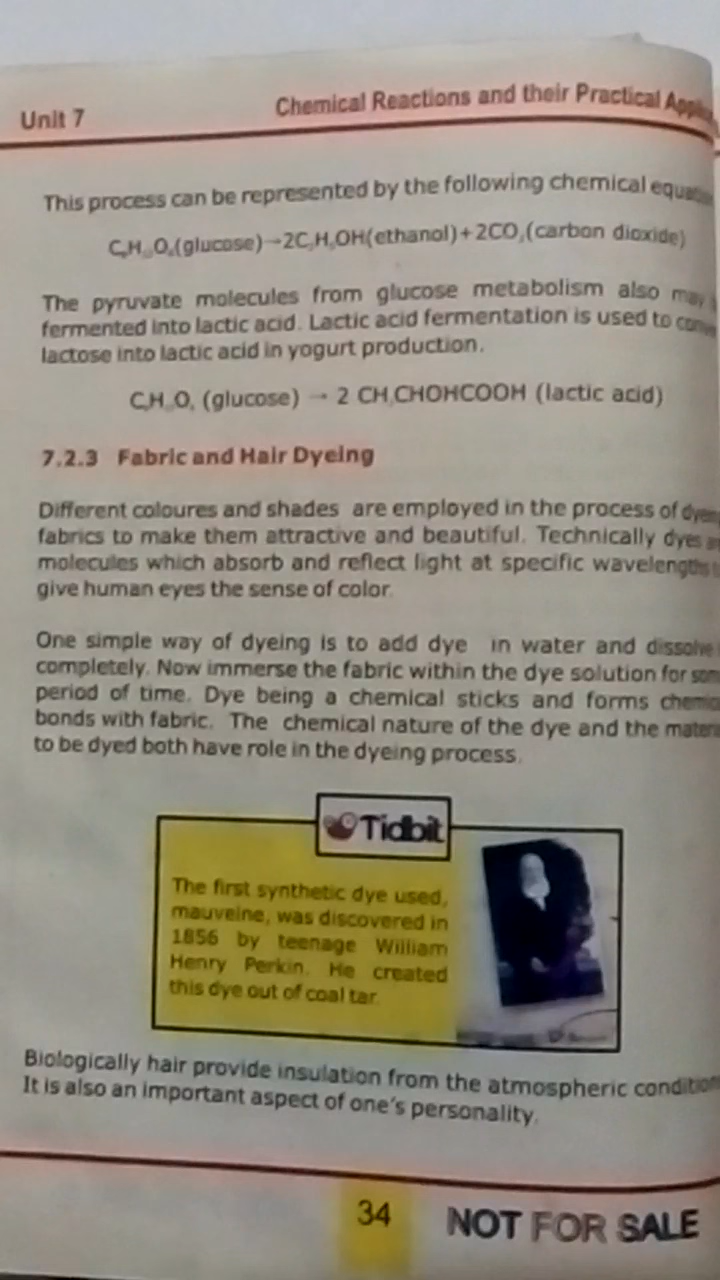 Unit 7
Chemical Reactions and their Practical
This process can be represented by the following chemical
C₆H₁₂O₆(glucose)→2C₂H₅OH(ethanol)+2CO₂(carbon dioxide)
The pyruvate molecules from glucose metabolism also may
fermented into lactic acid. Lactic acid fermentation is used to
lactose into lactic acid in yogurt production.
C₆H₁₂O₆ (glucose) → 2 CH₃CHOHCOOH (lactic acid)
7.2.3 Fabric and Hair Dyeing
Different coloures and shades are employed in the process of
fabrics to make them attractive and beautiful. Technically dyes
molecules which absorb and reflect light at specific wavelengths
give human eyes the sense of color.
One simple way of dyeing is to add dye in water and dissolve
completely. Now immerse the fabric within the dye solution for
period of time. Dye being a chemical sticks and forms
bonds with fabric. The chemical nature of the dye and the
to be dyed both have role in the dyeing process.
Tidbit
The first synthetic dye used,
mauveine, was discovered in
1856 by teenage William
Henry Perkin. He created
this dye out of coal tar.
Biologically hair provide insulation from the atmospheric
It is also an important aspect of one's personality.
34
NOT FOR SALE